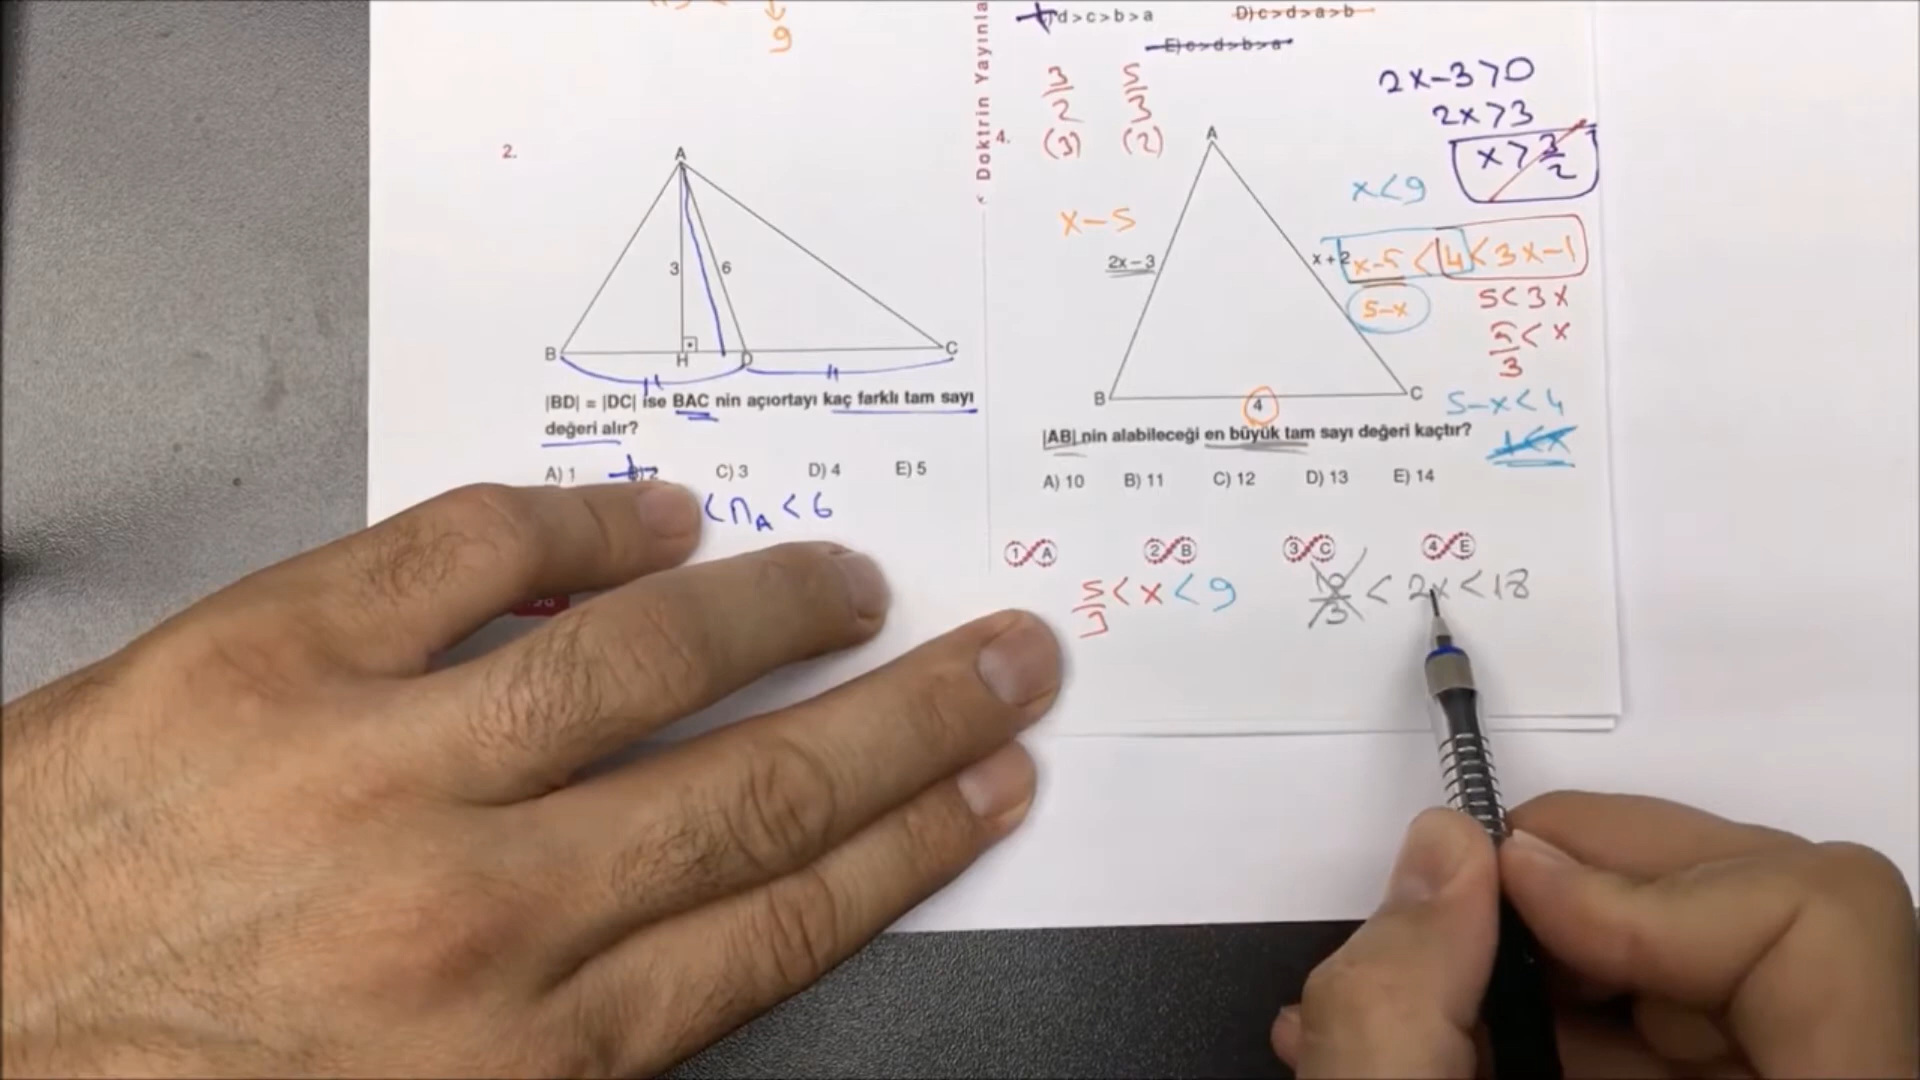 9
d > c > b > a
D) c > d > a > b
E) c > d > b > a
Doktrin Yayınla
2.
A
3
6
B
H
D
C
|BD| = |DC| ise BAC nin açıortayı kaç farklı tam sayı
değeri alır?
A) 1
2
C) 3
D) 4
E) 5
< nA < 6
3/2
5/3
(3)
(2)
4.
A
2x-3>0
2x>3
x>3/2
x<9
x-5
2x – 3
x + 2
x-5<4<3x-1
5-x
5<3x
5/3<x
B
4
C
5-x<4
1<x
|AB| nin alabileceği en büyük tam sayı değeri kaçtır?
A) 10 B) 11 C) 12 D) 13 E) 14
1 A 2 B 3 C 4 E
5/3<x<9
10/3 < 2x < 18